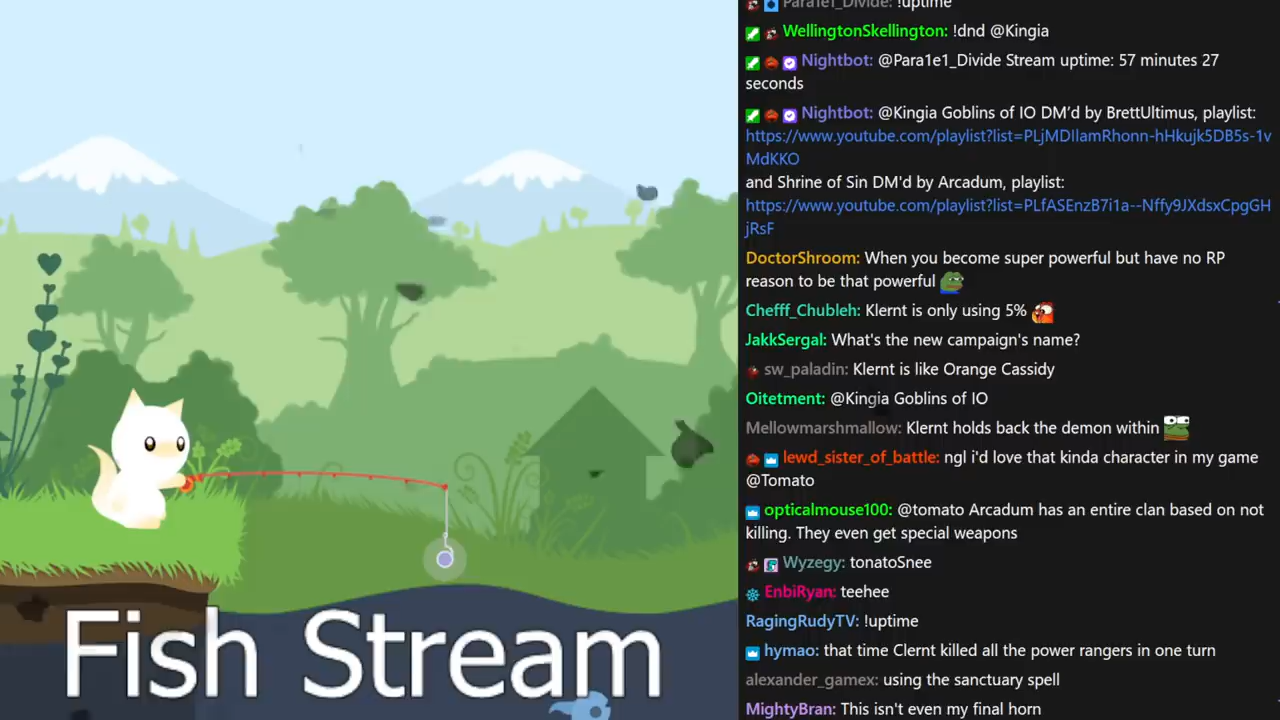 Para1e1_Divide: !uptime
WellingtonSkellington: !dnd @Kingia
Nightbot: @Para1e1_Divide Stream uptime: 57 minutes 27
seconds
Nightbot: @Kingia Goblins of IO DM'd by BrettUltimus, playlist:
https://www.youtube.com/playlist?list=PLjMDIIamRhonn-hHkujk5DB5s-1v
MdKKO
and Shrine of Sin DM'd by Arcadum, playlist:
https://www.youtube.com/playlist?list=PLfASEnzB7i1a--Nffy9JXdsxCpgGH
jRsF
DoctorShroom: When you become super powerful but have no RP
reason to be that powerful
Chefff_Chubleh: Klernt is only using 5%
JakkSergal: What's the new campaign's name?
sw_paladin: Klernt is like Orange Cassidy
Oitetment: @Kingia Goblins of IO
Mellowmarshmallow: Klernt holds back the demon within
lewd_sister_of_battle: ngl i'd love that kinda character in my game
@Tomato
opticalmouse100: @tomato Arcadum has an entire clan based on not
killing. They even get special weapons
Wyzegy: tonatoSnee
EnbiRyan: teehee
RagingRudyTV: !uptime
hymao: that time Clernt killed all the power rangers in one turn
alexander_gamex: using the sanctuary spell
MightyBran: This isn't even my final horn
Fish Stream